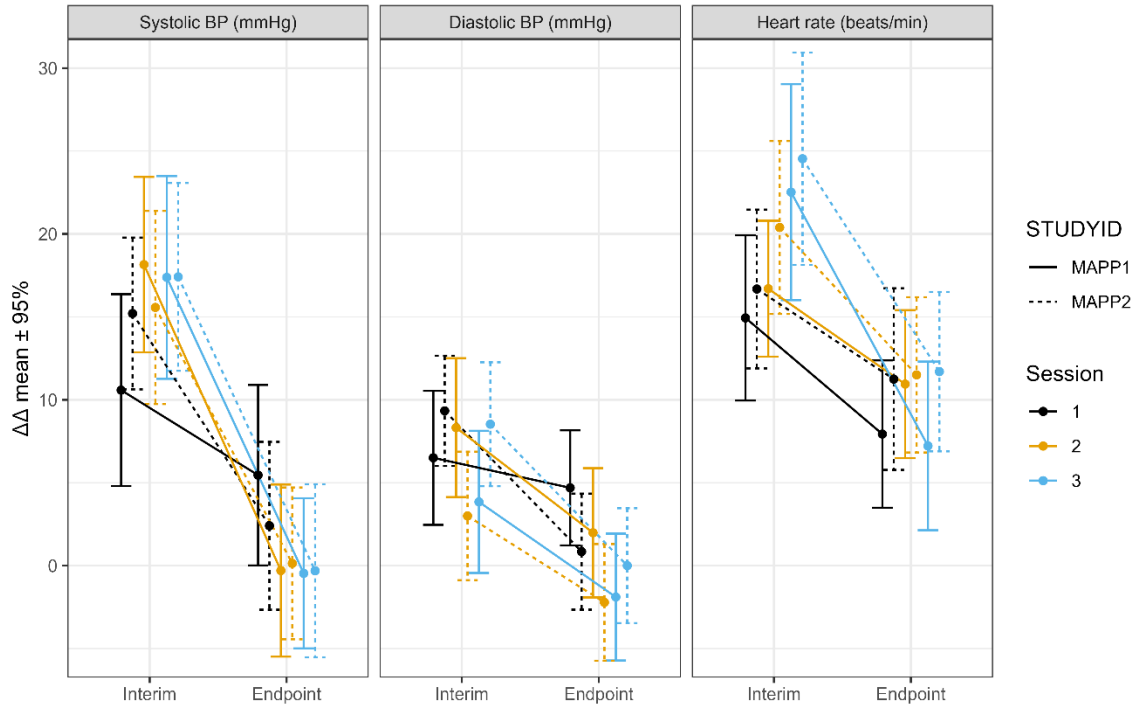 Systolic BP (mmHg)
Diastolic BP (mmHg)
Heart rate (beats/min)
30
20
10
0
ΔΔ mean ± 95%
Interim
Endpoint
Interim
Endpoint
Interim
Endpoint
STUDYID
MAPP1
MAPP2
Session
1
2
3